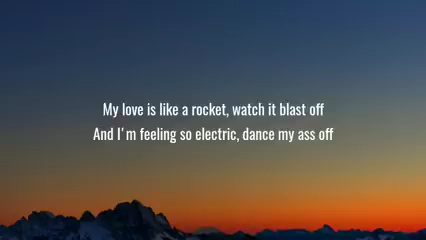 My love is like a rocket, watch it blast off
And I'm feeling so electric, dance my ass off